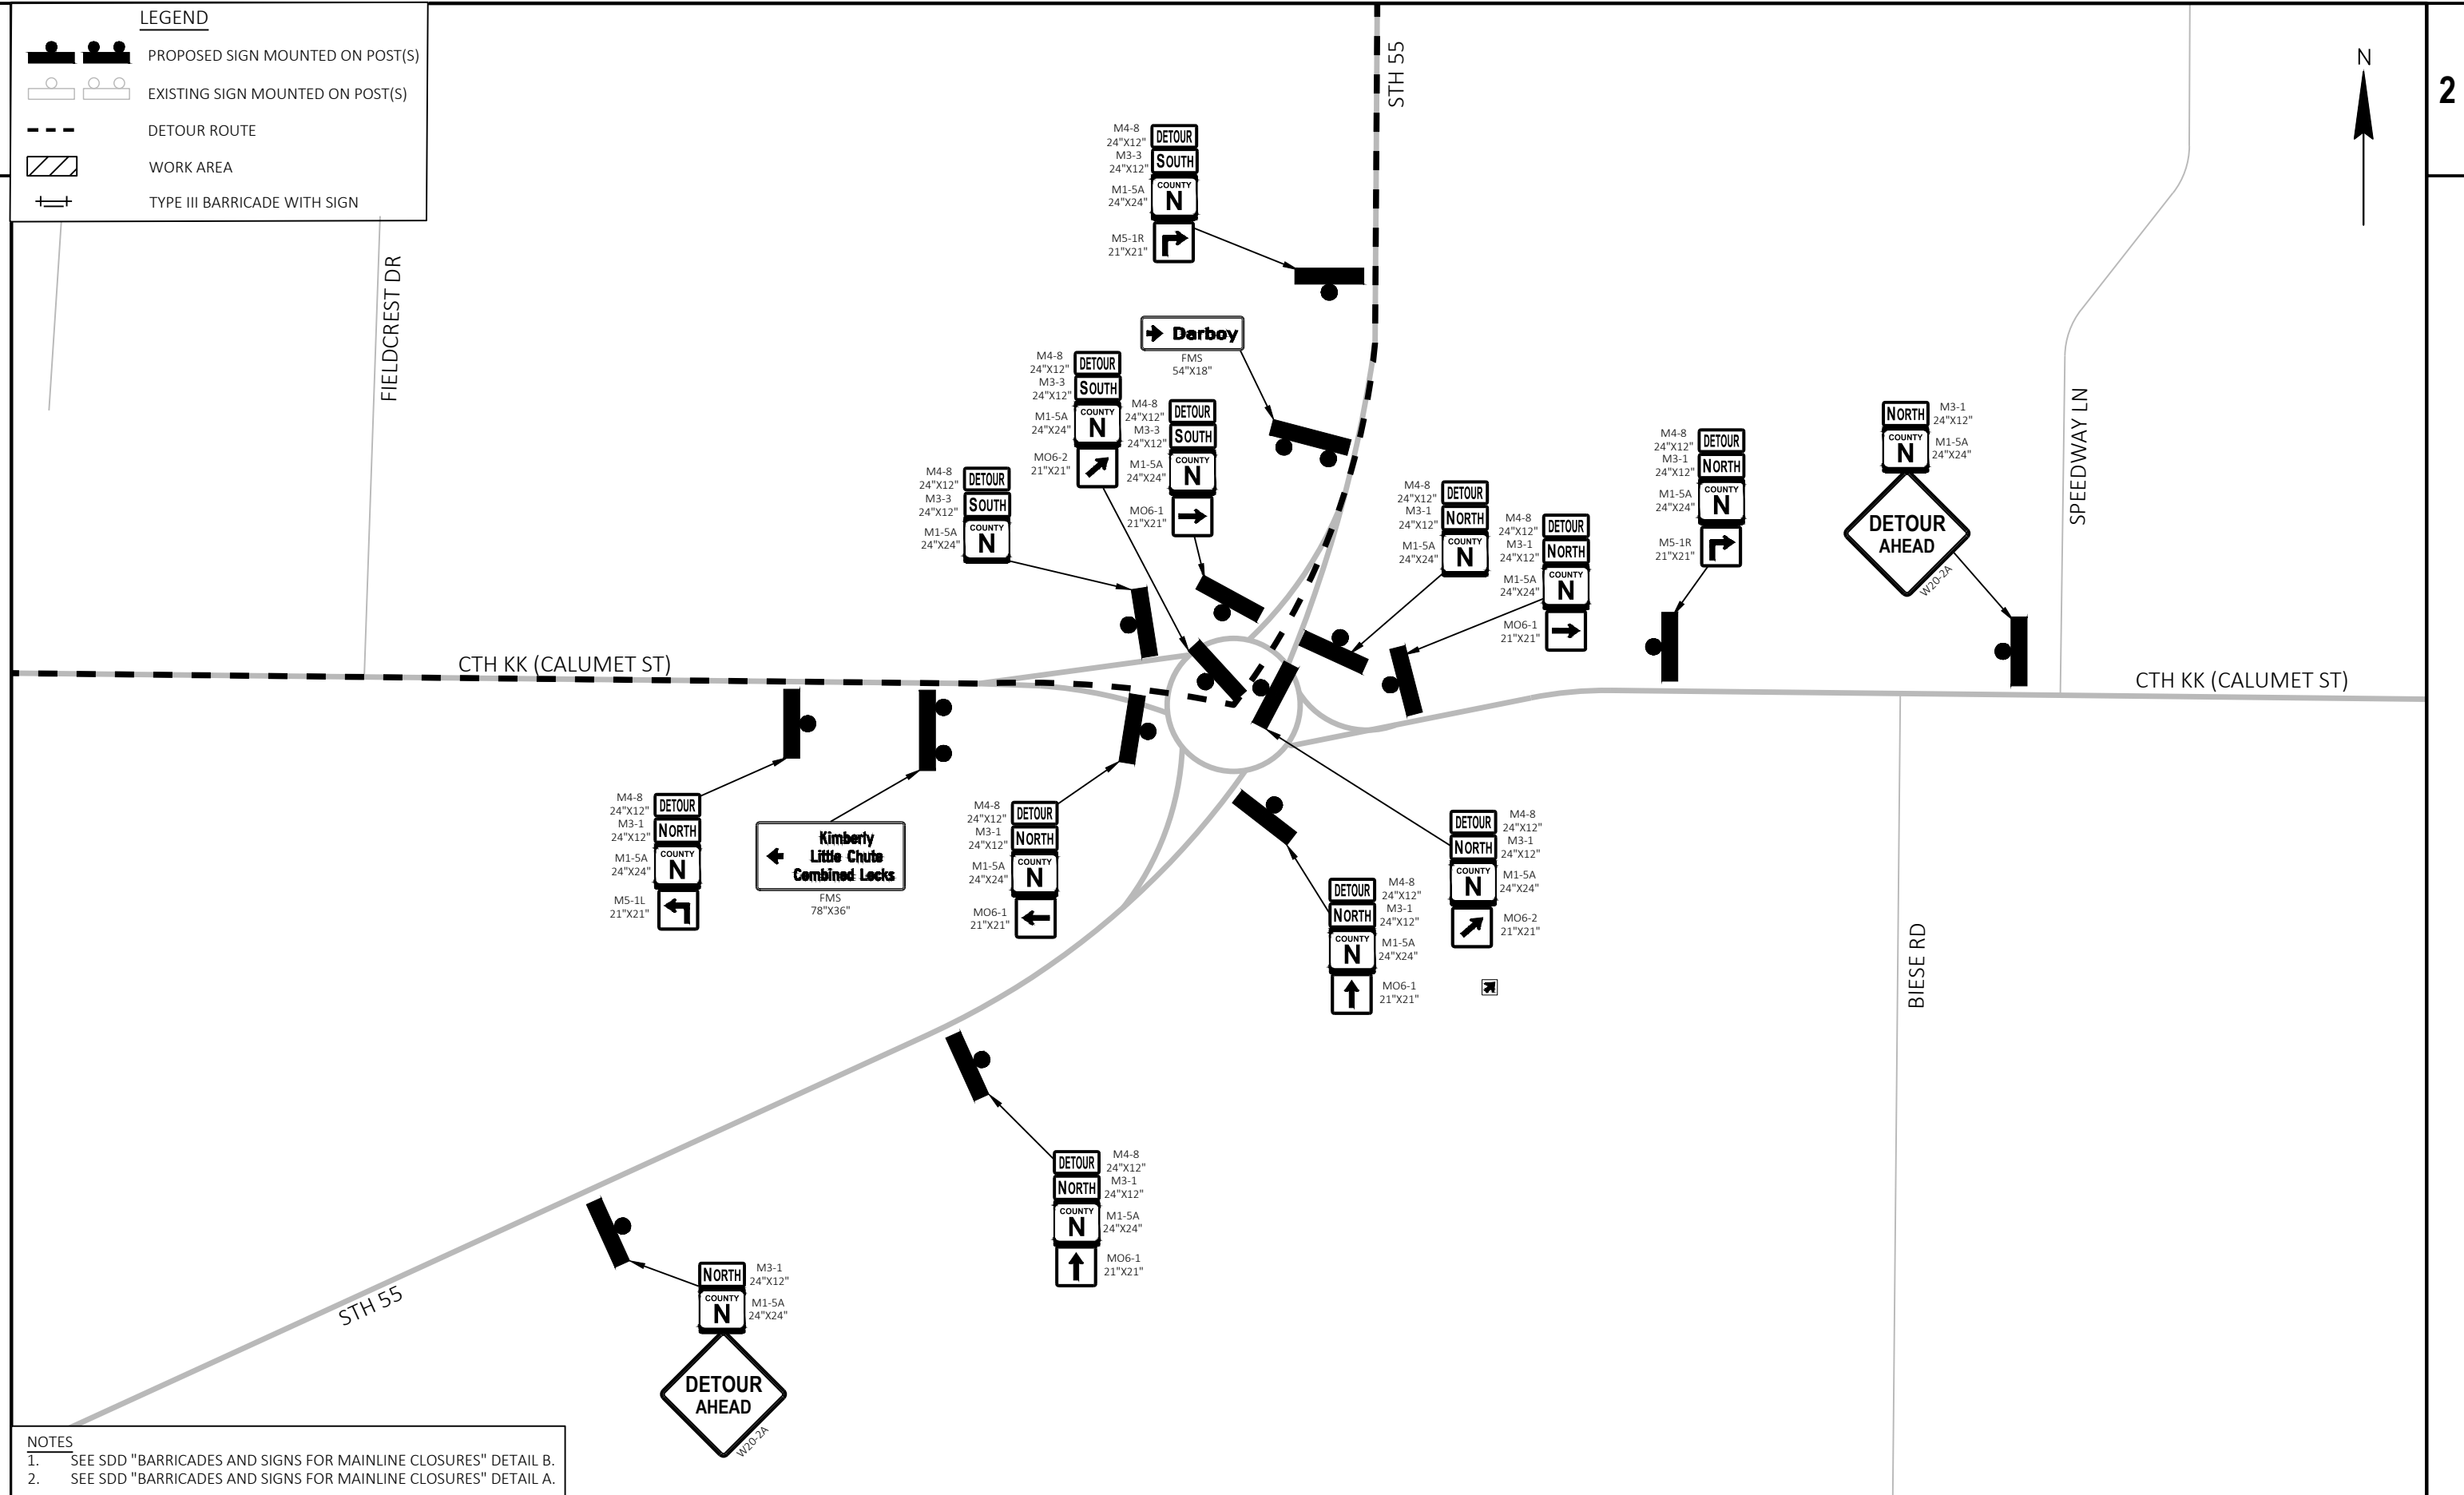 LEGEND
PROPOSED SIGN MOUNTED ON POST(S)
EXISTING SIGN MOUNTED ON POST(S)
DETOUR ROUTE
WORK AREA
TYPE III BARRICADE WITH SIGN
STH 55
N
2
M4-8
24"X12"
DETOUR
M3-3
24"X12"
SOUTH
M1-5A
24"X24"
COUNTY
N
M5-1R
21"X21"
FIELDCREST DR
Darboy
FMS
54"X18"
M4-8
24"X12"
DETOUR
M3-3
24"X12"
SOUTH
M1-5A
24"X24"
COUNTY
N
MO6-2
21"X21"
M4-8
24"X12"
DETOUR
M3-3
24"X12"
SOUTH
M1-5A
24"X24"
COUNTY
N
MO6-1
21"X21"
M4-8
24"X12"
DETOUR
M3-3
24"X12"
SOUTH
M1-5A
24"X24"
COUNTY
N
M4-8
24"X12"
DETOUR
M3-1
24"X12"
NORTH
M1-5A
24"X24"
COUNTY
N
M4-8
24"X12"
DETOUR
M3-1
24"X12"
NORTH
M1-5A
24"X24"
COUNTY
N
MO6-1
21"X21"
M4-8
24"X12"
DETOUR
M3-1
24"X12"
NORTH
M1-5A
24"X24"
COUNTY
N
M5-1R
21"X21"
NORTH
M3-1
24"X12"
COUNTY
N
M1-5A
24"X24"
DETOUR
AHEAD
W20-2A
SPEEDWAY LN
CTH KK (CALUMET ST)
CTH KK (CALUMET ST)
M4-8
24"X12"
DETOUR
M3-1
24"X12"
NORTH
M1-5A
24"X24"
COUNTY
N
M5-1L
21"X21"
Kimberly
Little Chute
Combined Locks
FMS
78"X36"
M4-8
24"X12"
DETOUR
M3-1
24"X12"
NORTH
M1-5A
24"X24"
COUNTY
N
MO6-1
21"X21"
DETOUR
M4-8
24"X12"
NORTH
M3-1
24"X12"
COUNTY
N
M1-5A
24"X24"
MO6-1
21"X21"
DETOUR
M4-8
24"X12"
NORTH
M3-1
24"X12"
COUNTY
N
M1-5A
24"X24"
MO6-2
21"X21"
BIESE RD
DETOUR
M4-8
24"X12"
NORTH
M3-1
24"X12"
COUNTY
N
M1-5A
24"X24"
MO6-1
21"X21"
STH 55
NORTH
M3-1
24"X12"
COUNTY
N
M1-5A
24"X24"
DETOUR
AHEAD
W20-2A
NOTES
1. SEE SDD "BARRICADES AND SIGNS FOR MAINLINE CLOSURES" DETAIL B.
2. SEE SDD "BARRICADES AND SIGNS FOR MAINLINE CLOSURES" DETAIL A.